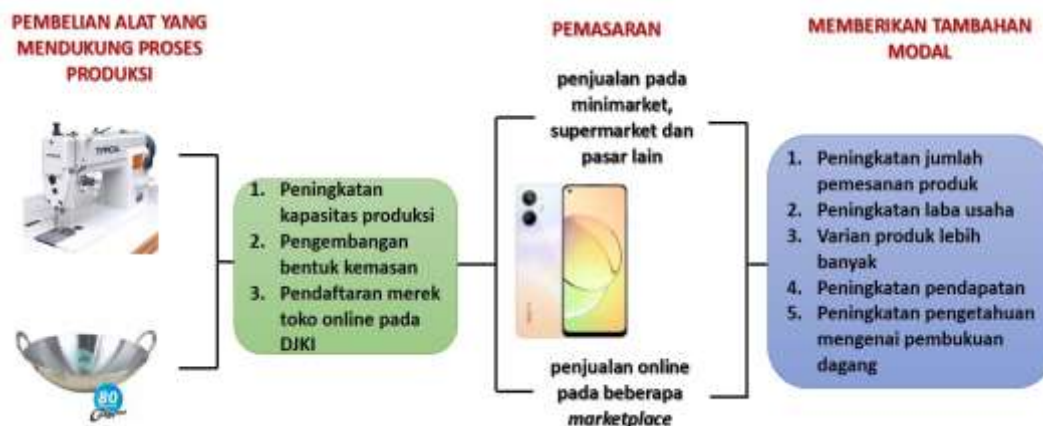 PEMBELIAN ALAT YANG
MENDUKUNG PROSES
PRODUKSI
TYPICAL
80
1. Peningkatan
kapasitas produksi
2. Pengembangan
bentuk kemasan
3. Pendaftaran merek
toko online pada
DJKI
PEMASARAN
penjualan pada
minimarket,
supermarket dan
pasar lain
penjualan online
pada beberapa
marketplace
MEMBERIKAN TAMBAHAN
MODAL
1. Peningkatan jumlah
pemesanan produk
2. Peningkatan laba usaha
3. Varian produk lebih
banyak
4. Peningkatan pendapatan
5. Peningkatan pengetahuan
mengenai pembukuan
dagang